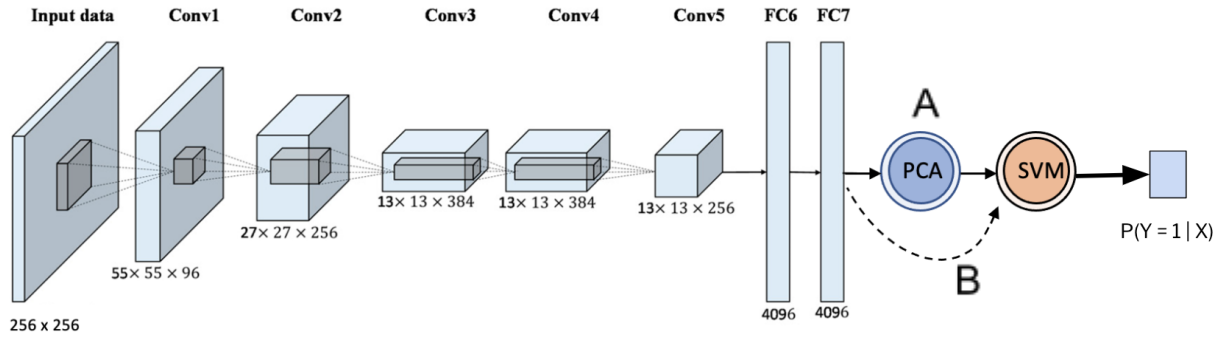 Input data Conv1 Conv2 Conv3 Conv4 Conv5 FC6 FC7
A
PCA SVM
13× 13 × 384 13× 13 × 384 13× 13 × 256
27× 27 × 256
P(Y = 1 | X)
55× 55 × 96
B
4096 4096
256 x 256